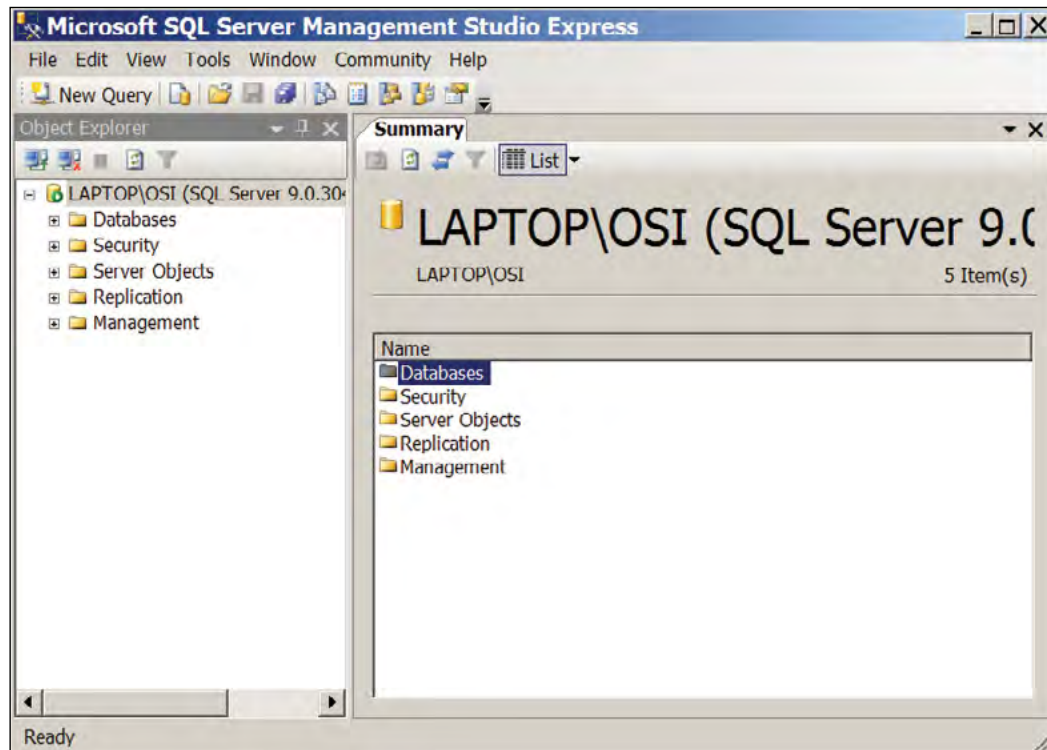 Microsoft SQL Server Management Studio Express
File Edit View Tools Window Community Help
New Query
Object Explorer
LAPTOP\OSI (SQL Server 9.0.30
Databases
Security
Server Objects
Replication
Management
Summary
List
LAPTOP\OSI (SQL Server 9.0
LAPTOP\OSI 5 Item(s)
Name
Databases
Security
Server Objects
Replication
Management
Ready